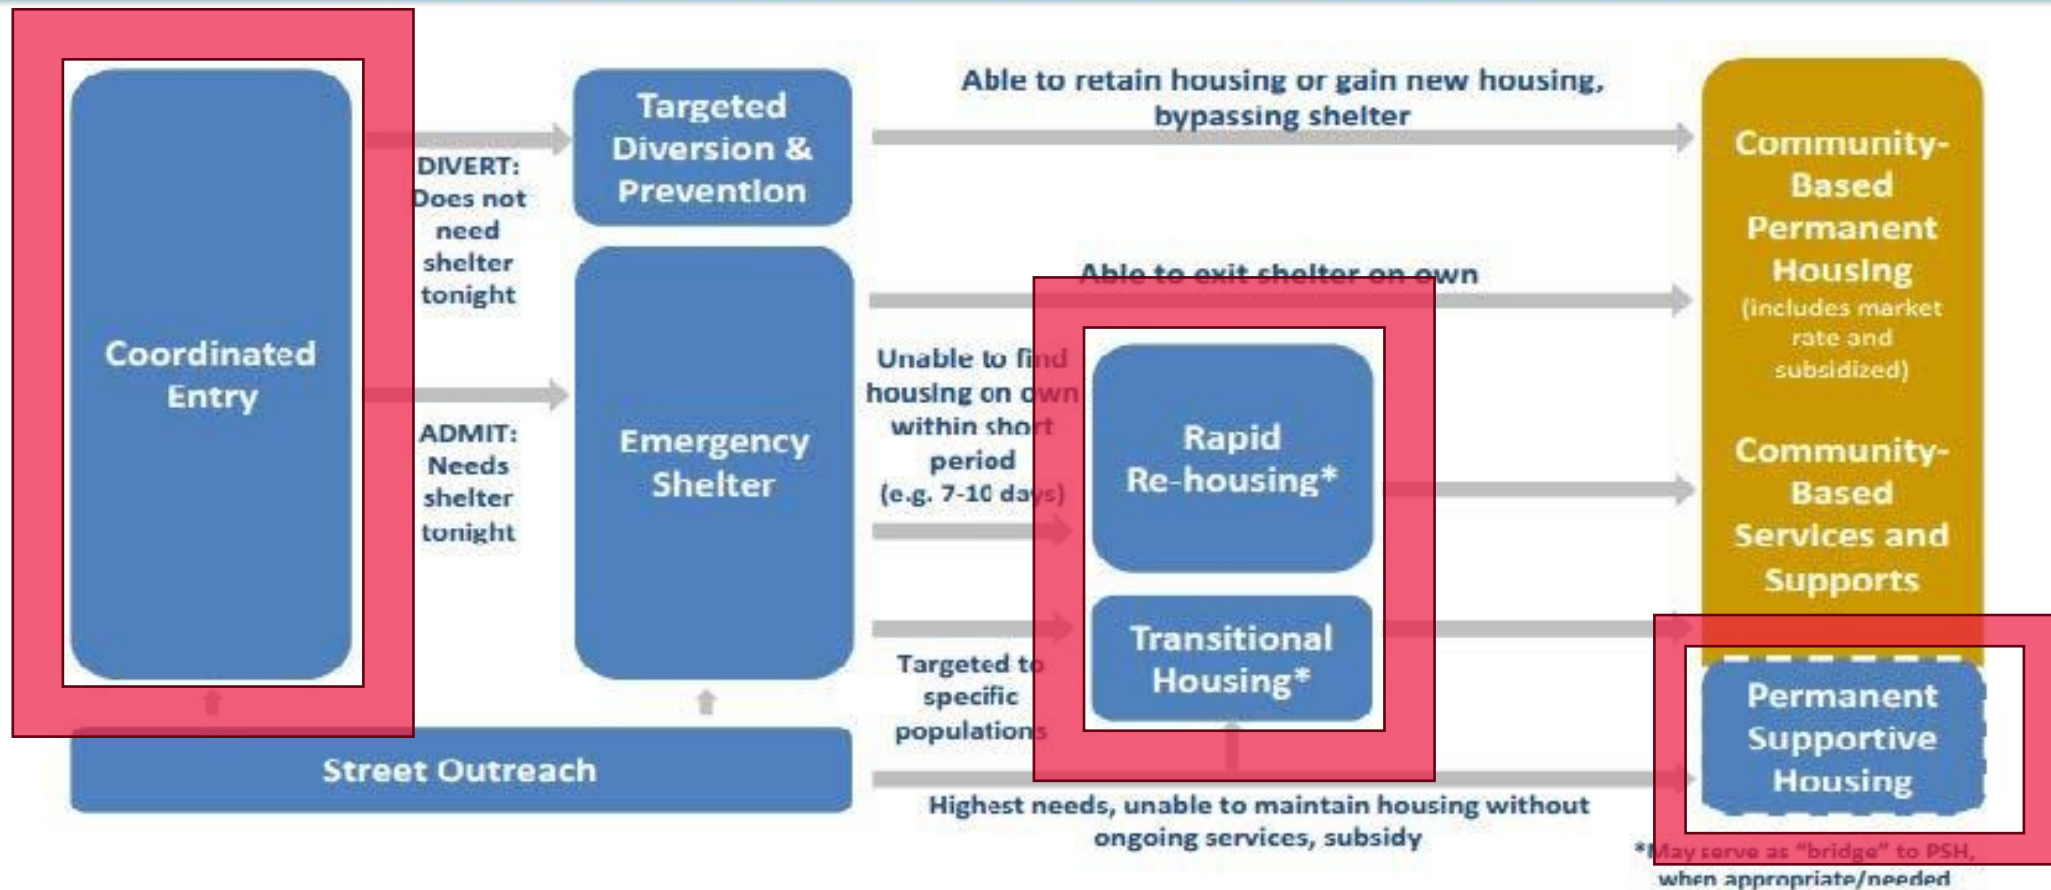 Coordinated
Entry
DIVERT:
Does not
need
shelter
tonight
ADMIT:
Needs
shelter
tonight
Targeted
Diversion &
Prevention
Emergency
Shelter
Street Outreach
Able to retain housing or gain new housing,
bypassing shelter
Able to exit shelter on own
Unable to find
housing on own
within short
period
(e.g. 7-10 days)
Targeted to
specific
populations
Rapid
Re-housing*
Transitional
Housing*
Highest needs, unable to maintain housing without
ongoing services, subsidy
Community-
Based
Permanent
Housing
(includes market
rate and
subsidized)
Community-
Based
Services and
Supports
Permanent
Supportive
Housing
*May serve as "bridge" to PSH,
when appropriate/needed